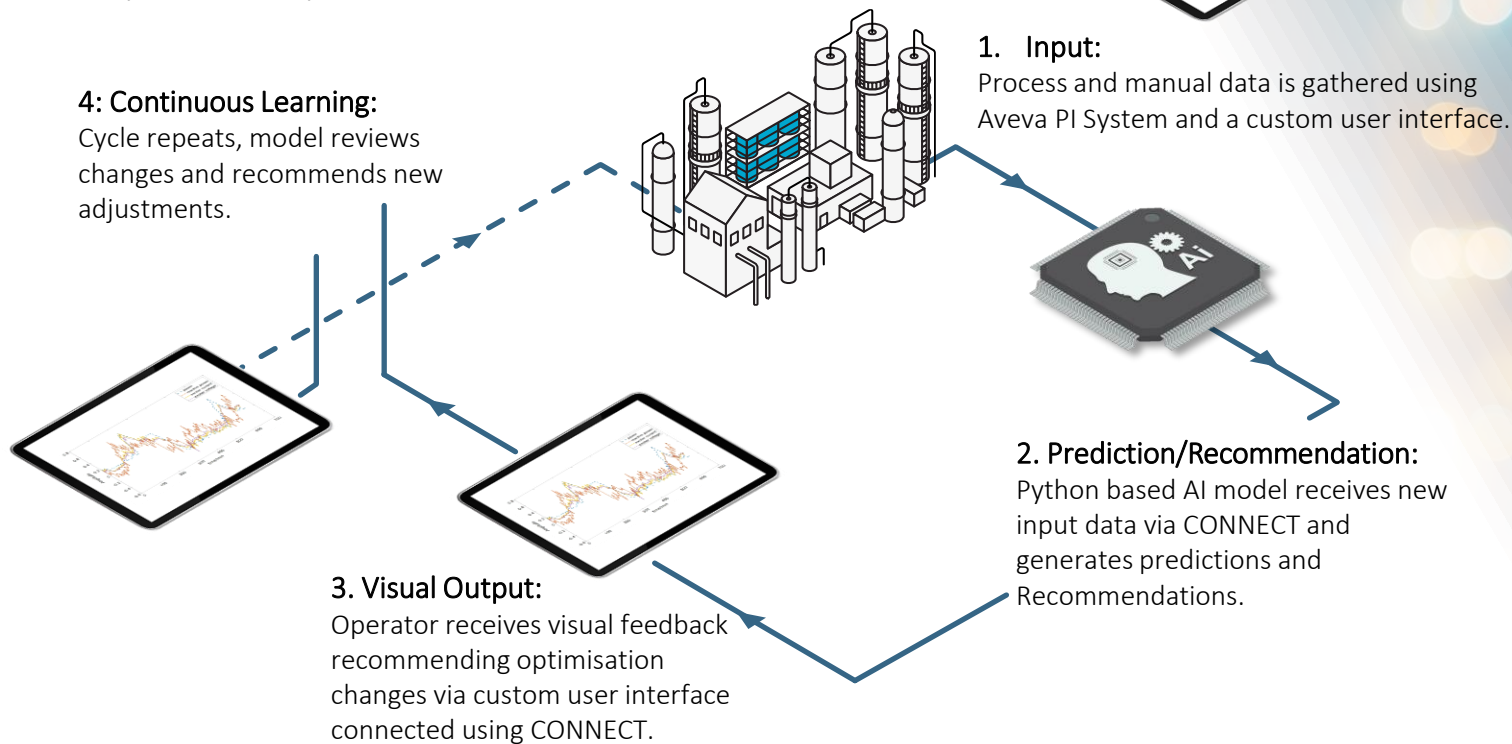 1. Input:
Process and manual data is gathered using
Aveva PI System and a custom user interface.
Ai
2. Prediction/Recommendation:
Python based AI model receives new
input data via CONNECT and
generates predictions and
Recommendations.
3. Visual Output:
Operator receives visual feedback
recommending optimisation
changes via custom user interface
connected using CONNECT.
4: Continuous Learning:
Cycle repeats, model reviews
changes and recommends new
adjustments.